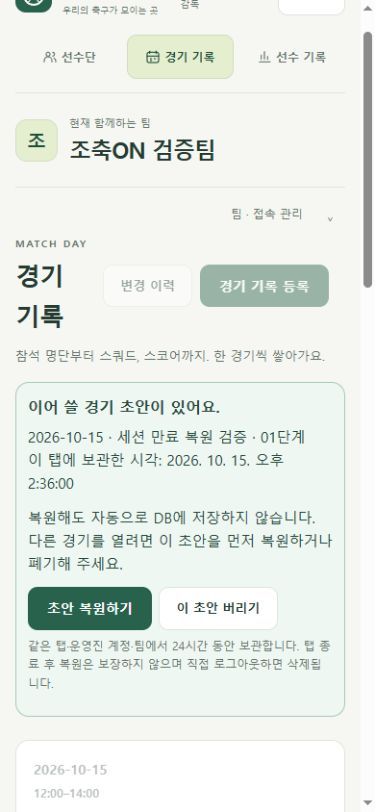 우리의 축구가 모이는 곳
감독
선수단
경기 기록
선수 기록
조
현재 함께하는 팀
조축ON 검증팀
팀 · 접속 관리
MATCH DAY
경기
기록
변경 이력
경기 기록 등록
참석 명단부터 스쿼드, 스코어까지. 한 경기씩 쌓아가요.
이어 쓸 경기 초안이 있어요.
2026-10-15 · 세션 만료 복원 검증 · 01단계
이 탭에 보관한 시각: 2026. 10. 15. 오후
2:36:00
복원해도 자동으로 DB에 저장하지 않습니다.
다른 경기를 열려면 이 초안을 먼저 복원하거나
폐기해 주세요.
초안 복원하기
이 초안 버리기
같은 탭·운영진 계정·팀에서 24시간 동안 보관합니다. 탭 종
료 후 복원은 보장하지 않으며 직접 로그아웃하면 삭제됩
니다.
2026-10-15
12:00–14:00